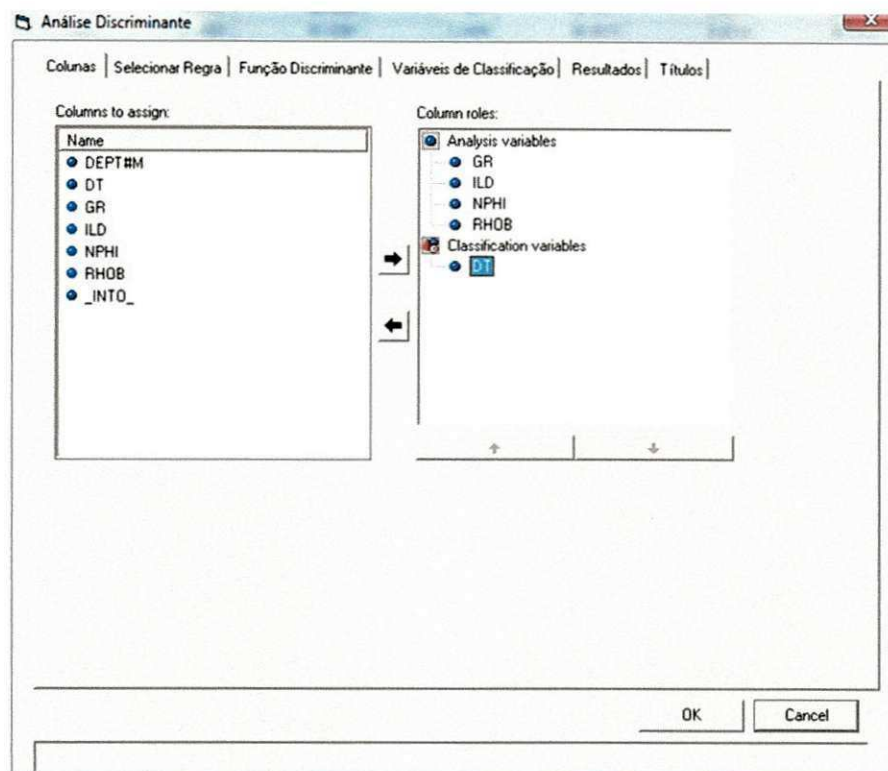 Análise Discriminante
Colunas
Selecionar Regra
Função Discriminante
Variáveis de Classificação
Resultados
Títulos
Columns to assign:
Name
DEPT#M
DT
GR
ILD
NPHI
RHOB
_INTO_
Column roles:
Analysis variables
GR
ILD
NPHI
RHOB
Classification variables
DT
OK
Cancel